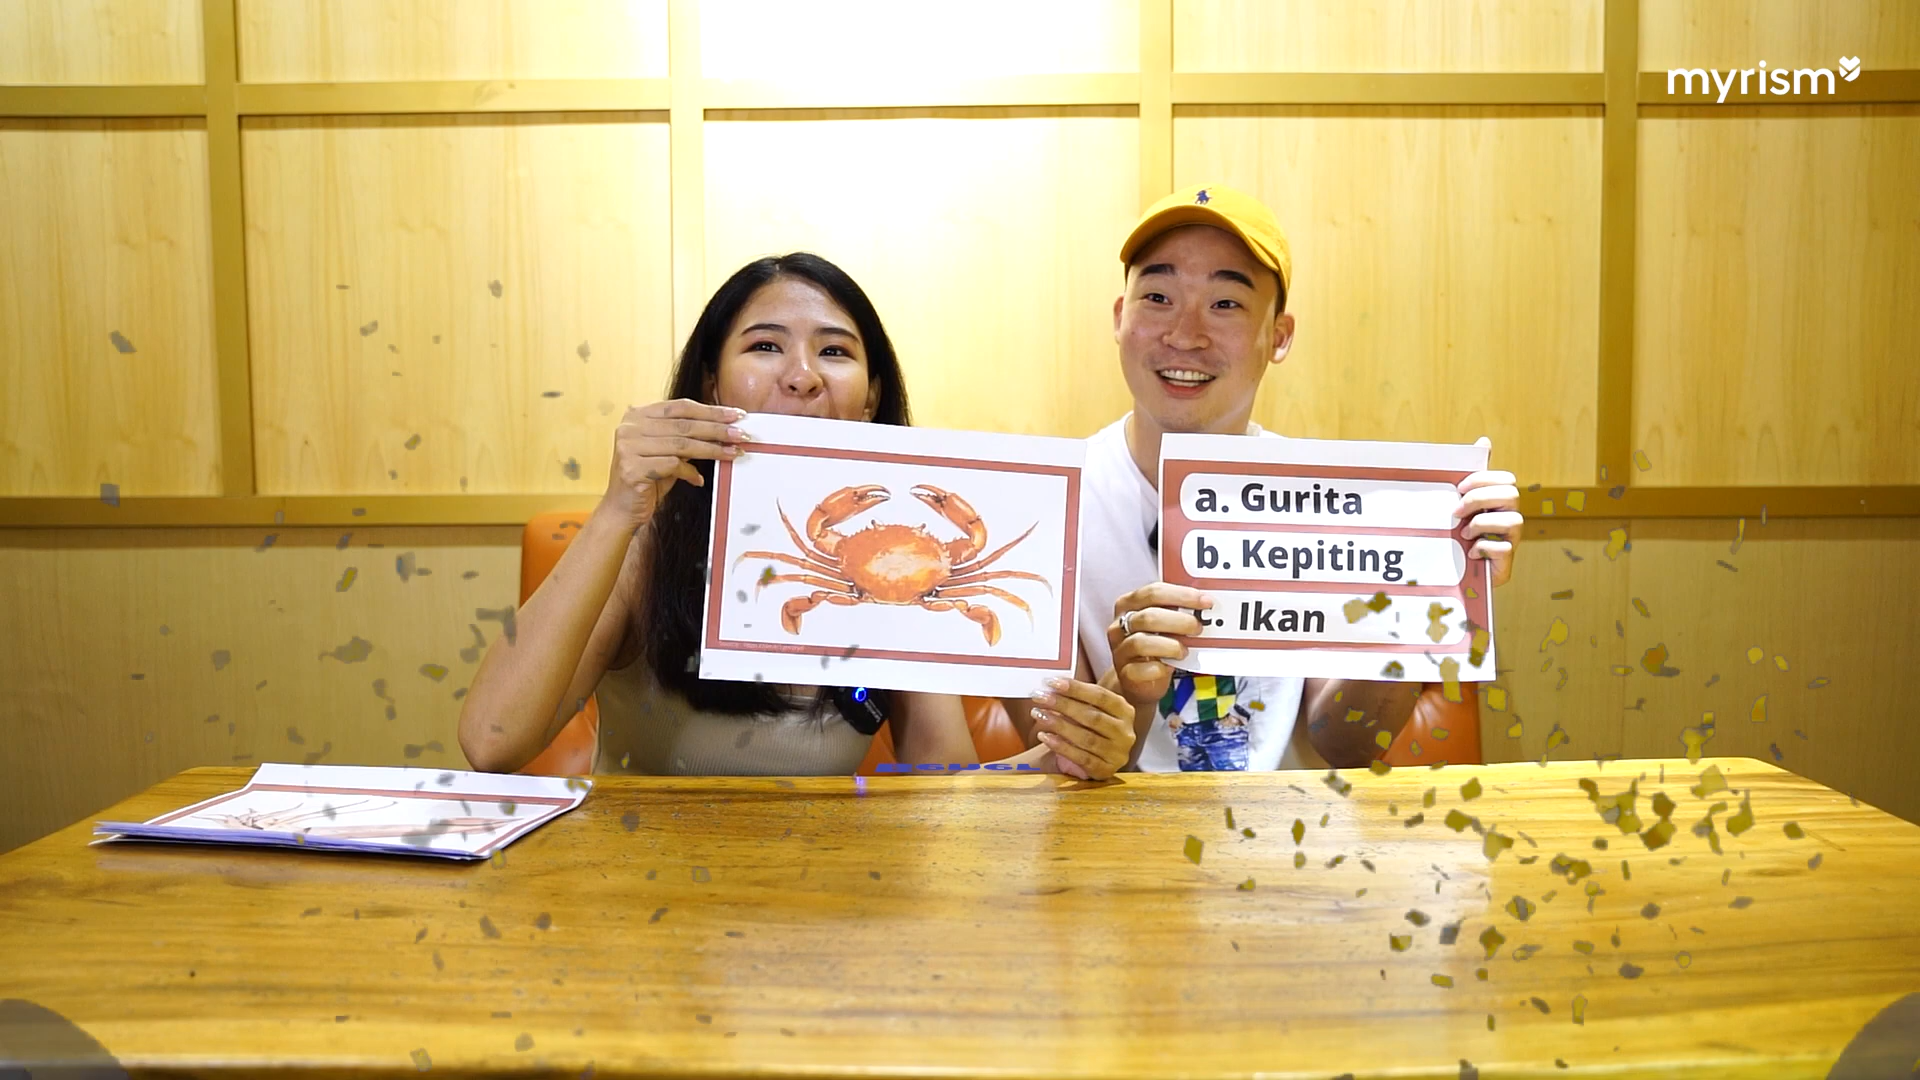 myrism
a. Gurita
b. Kepiting
c. Ikan